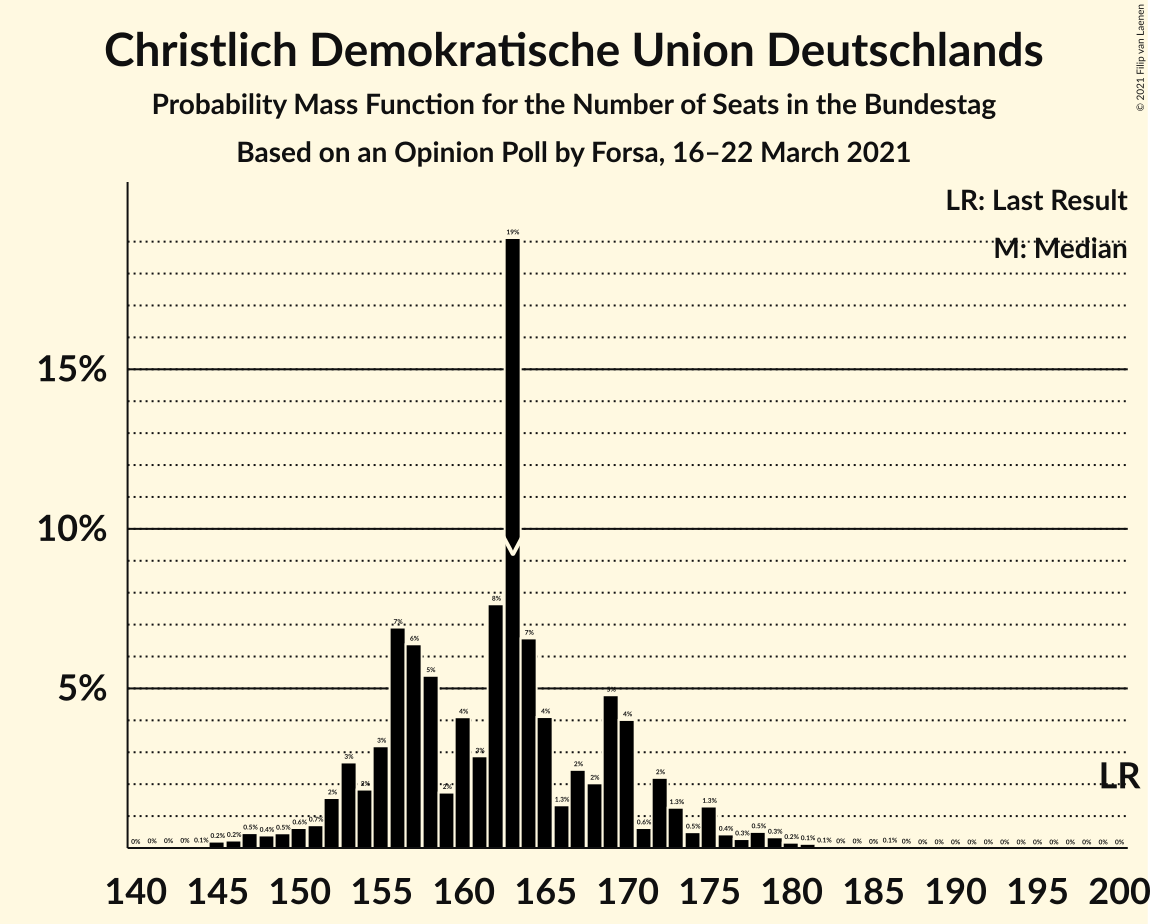 Christlich Demokratische Union Deutschlands
Probability Mass Function for the Number of Seats in the Bundestag
Based on an Opinion Poll by Forsa, 16–22 March 2021
© 2021 Filip van Laenen
LR: Last Result
M: Median
15%
10%
5%
0% 0% 0% 0% 0.1% 0.2% 0.2% 0.5% 0.4% 0.5% 0.6% 0.7% 2% 3% 2% 3% 7% 6% 5% 2% 4% 3% 8% 19% 7% 4% 1.3% 2% 2% 5% 4% 0.6% 2% 1.3% 0.5% 1.3% 0.4% 0.3% 0.5% 0.3% 0.2% 0.1% 0.1% 0% 0% 0% 0.1% 0% 0% 0% 0% 0% 0% 0% 0% 0% 0% 0% 0% 0% 0%
LR
140 145 150 155 160 165 170 175 180 185 190 195 200